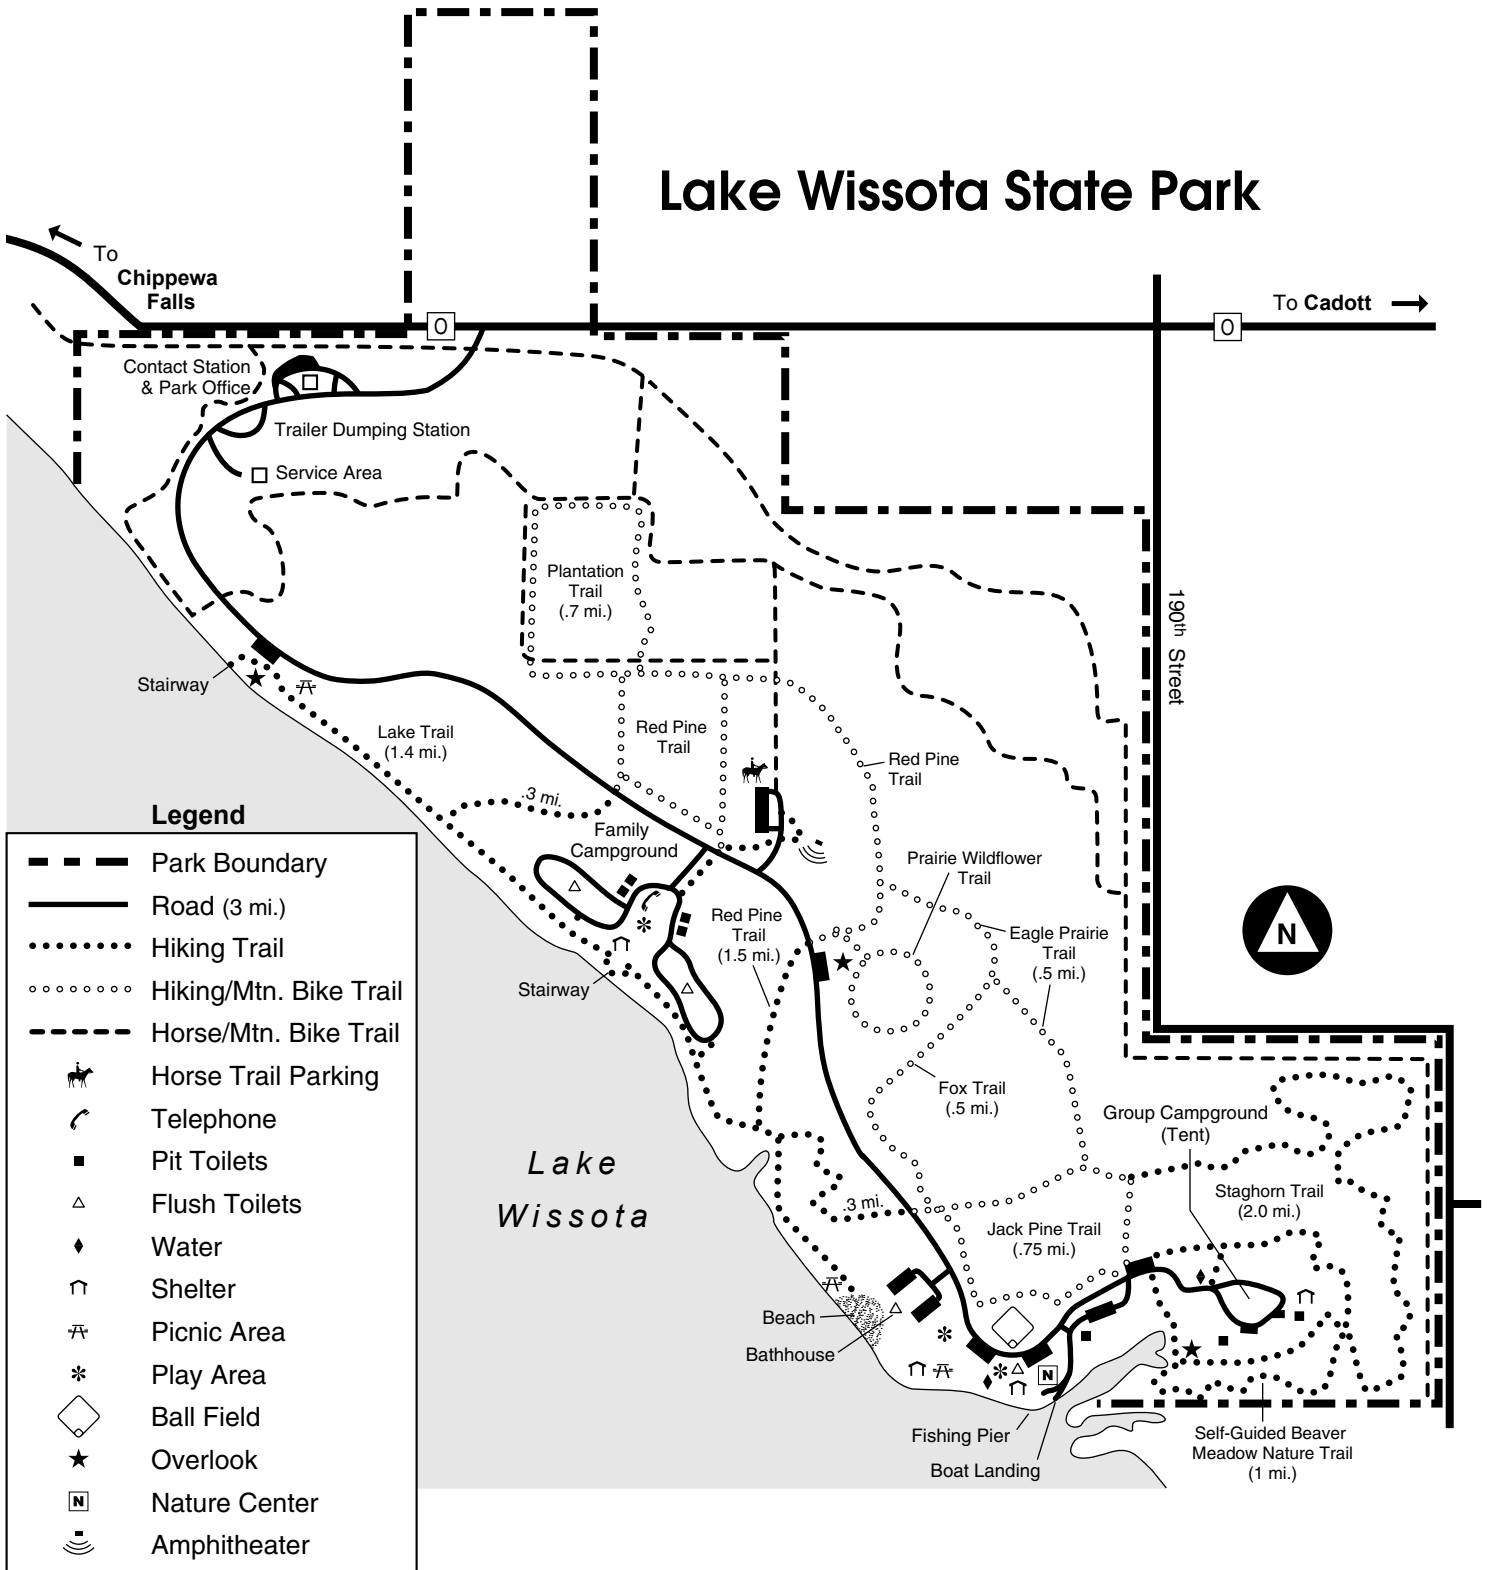 Lake Wissota State Park
To
Chippewa
Falls
To Cadott
O
O
Contact Station
& Park Office
Trailer Dumping Station
Service Area
Plantation
Trail
(.7 mi.)
190th Street
Stairway
Lake Trail
(1.4 mi.)
Red Pine
Trail
Red Pine
Trail
.3 mi.
Family
Campground
Prairie Wildflower
Trail
Red Pine
Trail
(1.5 mi.)
Eagle Prairie
Trail
(.5 mi.)
N
Stairway
Fox Trail
(.5 mi.)
Group Campground
(Tent)
Lake
Wissota
.3 mi.
Staghorn Trail
(2.0 mi.)
Jack Pine Trail
(.75 mi.)
Beach
Bathhouse
N
Fishing Pier
Boat Landing
Self-Guided Beaver
Meadow Nature Trail
(1 mi.)
Legend
Park Boundary
Road (3 mi.)
Hiking Trail
Hiking/Mtn. Bike Trail
Horse/Mtn. Bike Trail
Horse Trail Parking
Telephone
Pit Toilets
Flush Toilets
Water
Shelter
Picnic Area
Play Area
Ball Field
Overlook
N Nature Center
Amphitheater